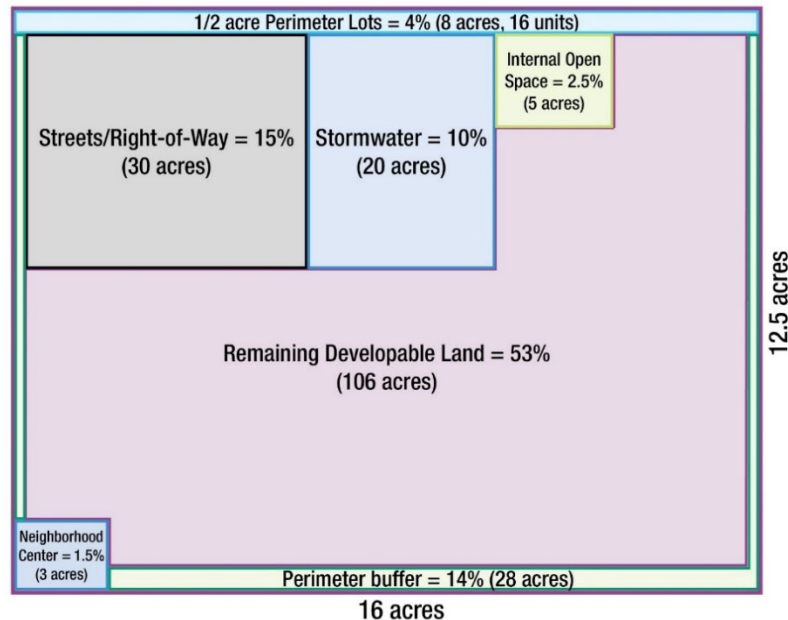 1/2 acre Perimeter Lots = 4% (8 acres, 16 units)
Streets/Right-of-Way = 15%
(30 acres)
Stormwater = 10%
(20 acres)
Internal Open
Space = 2.5%
(5 acres)
12.5 acres
Remaining Developable Land = 53%
(106 acres)
Neighborhood
Center = 1.5%
(3 acres)
Perimeter buffer = 14% (28 acres)
16 acres